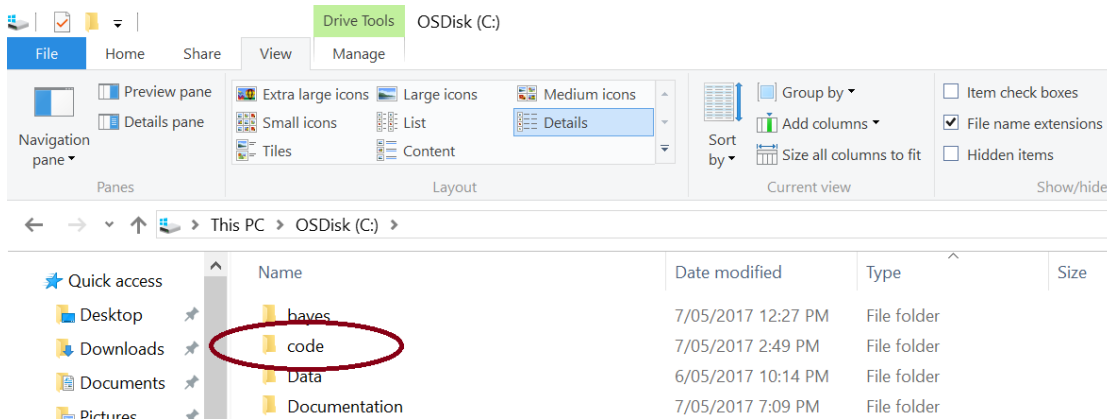 Drive Tools OSDisk (C:)
File Home Share View Manage
Preview pane Extra large icons Large icons Medium icons Group by Item check boxes
Details pane Small icons List Details Add columns File name extensions
Navigation pane Tiles Content Sort by Size all columns to fit Hidden items
Panes Layout Current view Show/hide
This PC > OSDisk (C:) >
Quick access Name Date modified Type Size
Desktop bayes 7/05/2017 12:27 PM File folder
Downloads code 7/05/2017 2:49 PM File folder
Documents Data 6/05/2017 10:14 PM File folder
Pictures Documentation 7/05/2017 7:09 PM File folder